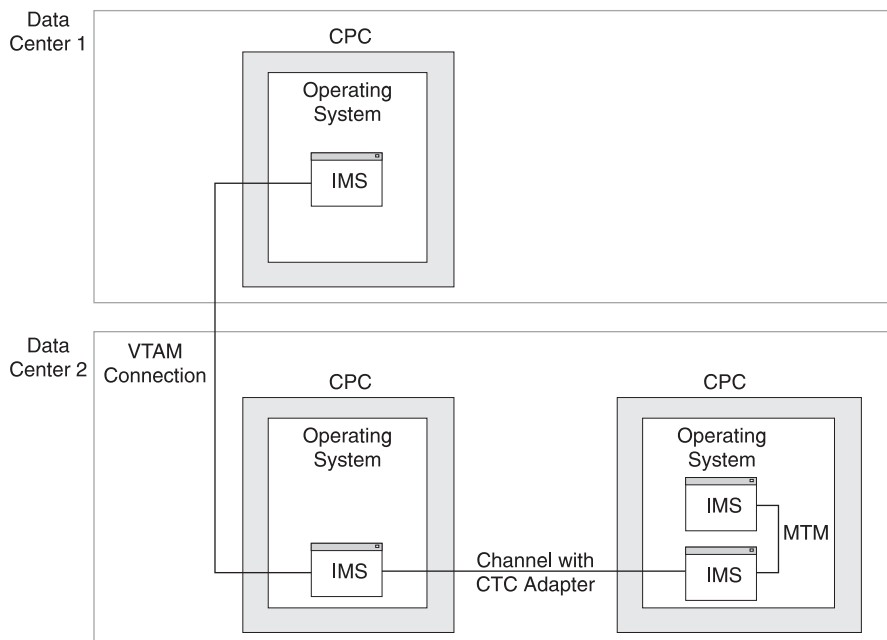 Data
Center 1
CPC
Operating
System
IMS
Data
Center 2
VTAM
Connection
CPC
Operating
System
IMS
Channel with
CTC Adapter
CPC
Operating
System
IMS
MTM
IMS